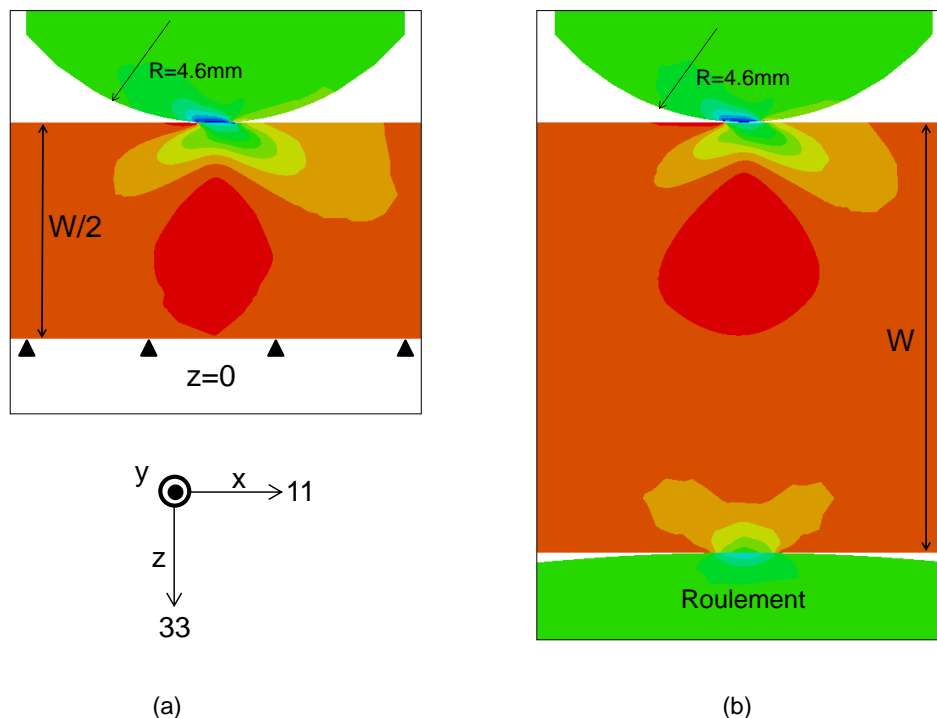 R=4.6mm
W/2
z=0
y
x
11
z
33
(a)
R=4.6mm
W
Roulement
(b)